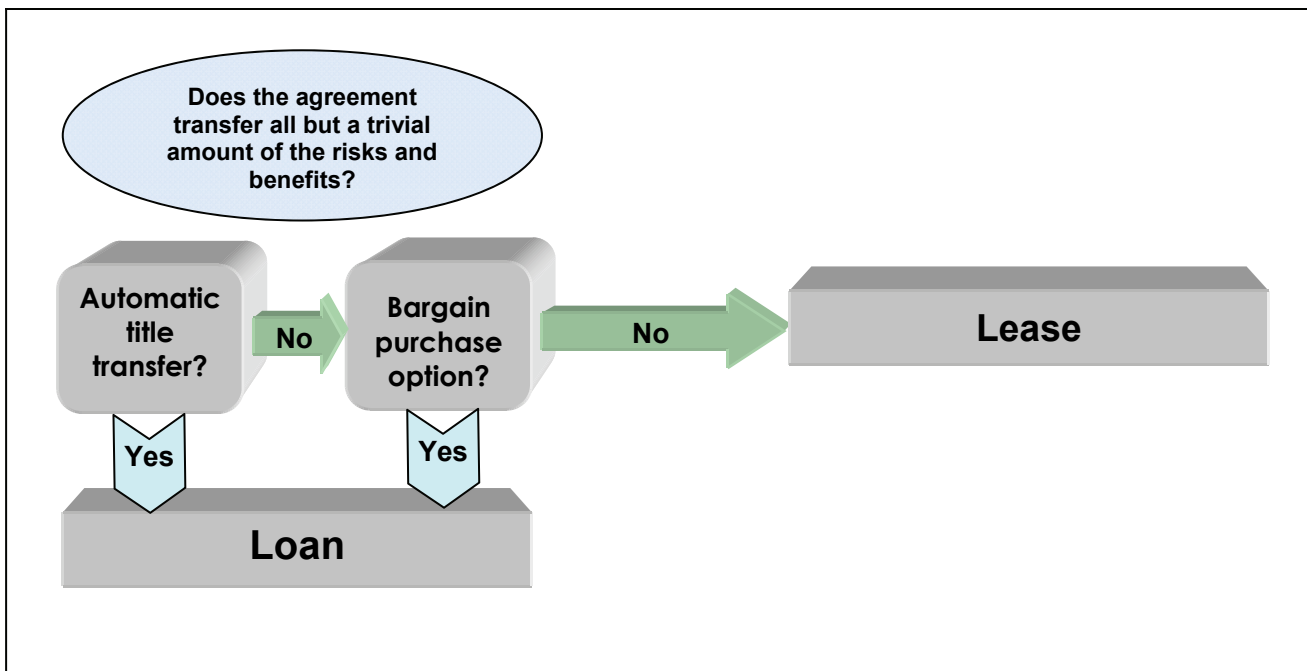 Does the agreement
transfer all but a trivial
amount of the risks and
benefits?
Automatic
title
transfer?
No
Bargain
purchase
option?
No
Lease
Yes
Yes
Loan